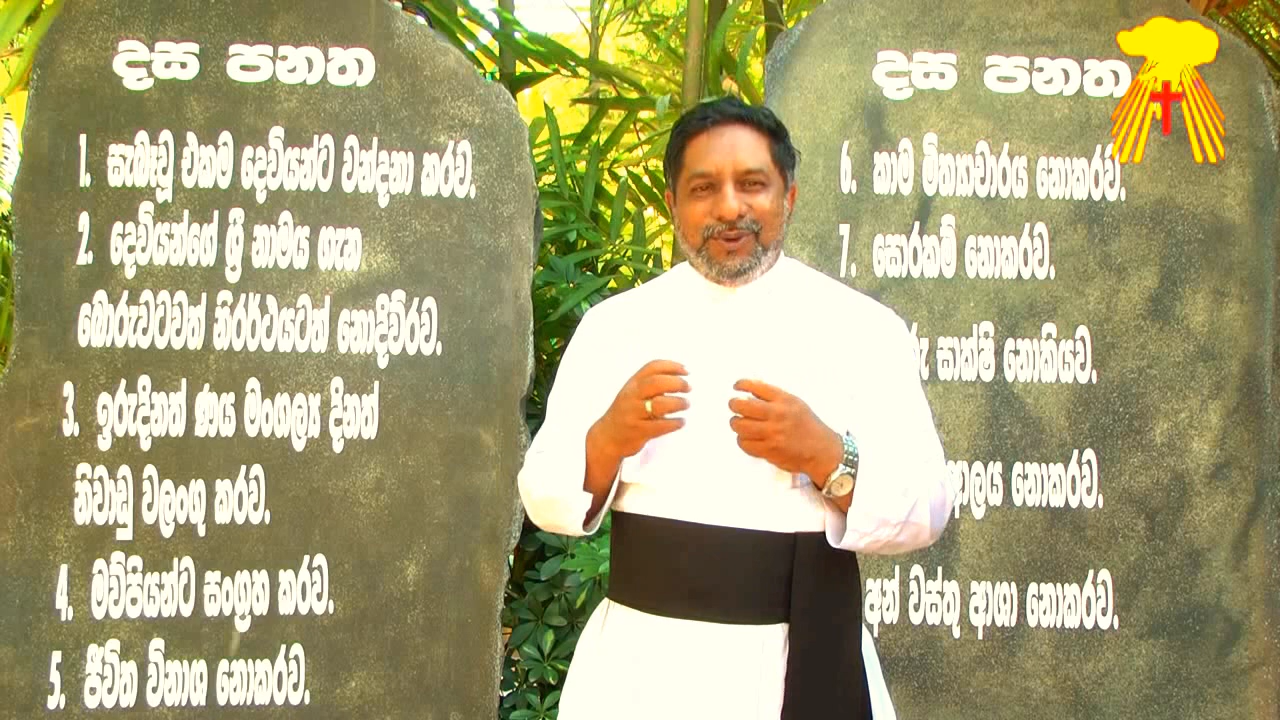 දස පනත
1. සැබෑවූ එකම දෙවියන්ට වන්දනා කරව.
2. දෙවියන්ගේ ශ්‍රී නාමය ගැන
බොරුවටවත් නිරර්ථයටත් නොදිව්රව.
3. ඉරුදිනත් ණය මංගල්‍ය දිනත්
නිවාඩු වලංගු කරව.
4. මව්පියන්ට සංග්‍රහ කරව.
5. ජීවිත විනාශ නොකරව.
දස පනත
6. කාම මිත්‍යාචාරය නොකරව.
7. සොරකම් නොකරව.
සාක්ෂි නොකියව.
නොකරව.
අන් වස්තු ආශා නොකරව.